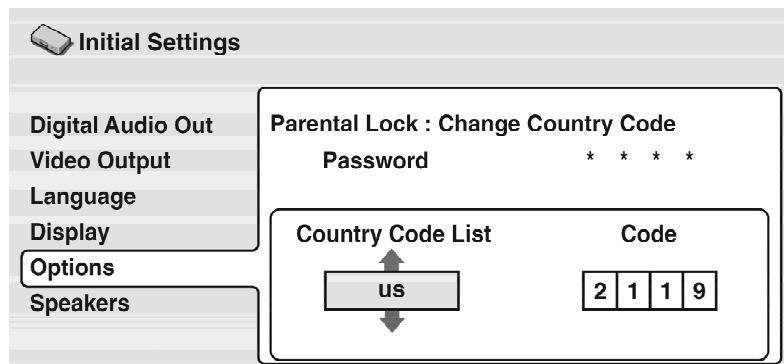 Initial Settings
Digital Audio Out
Video Output
Language
Display
Options
Speakers
Parental Lock : Change Country Code
Password * * * *
Country Code List Code
us 2 1 1 9